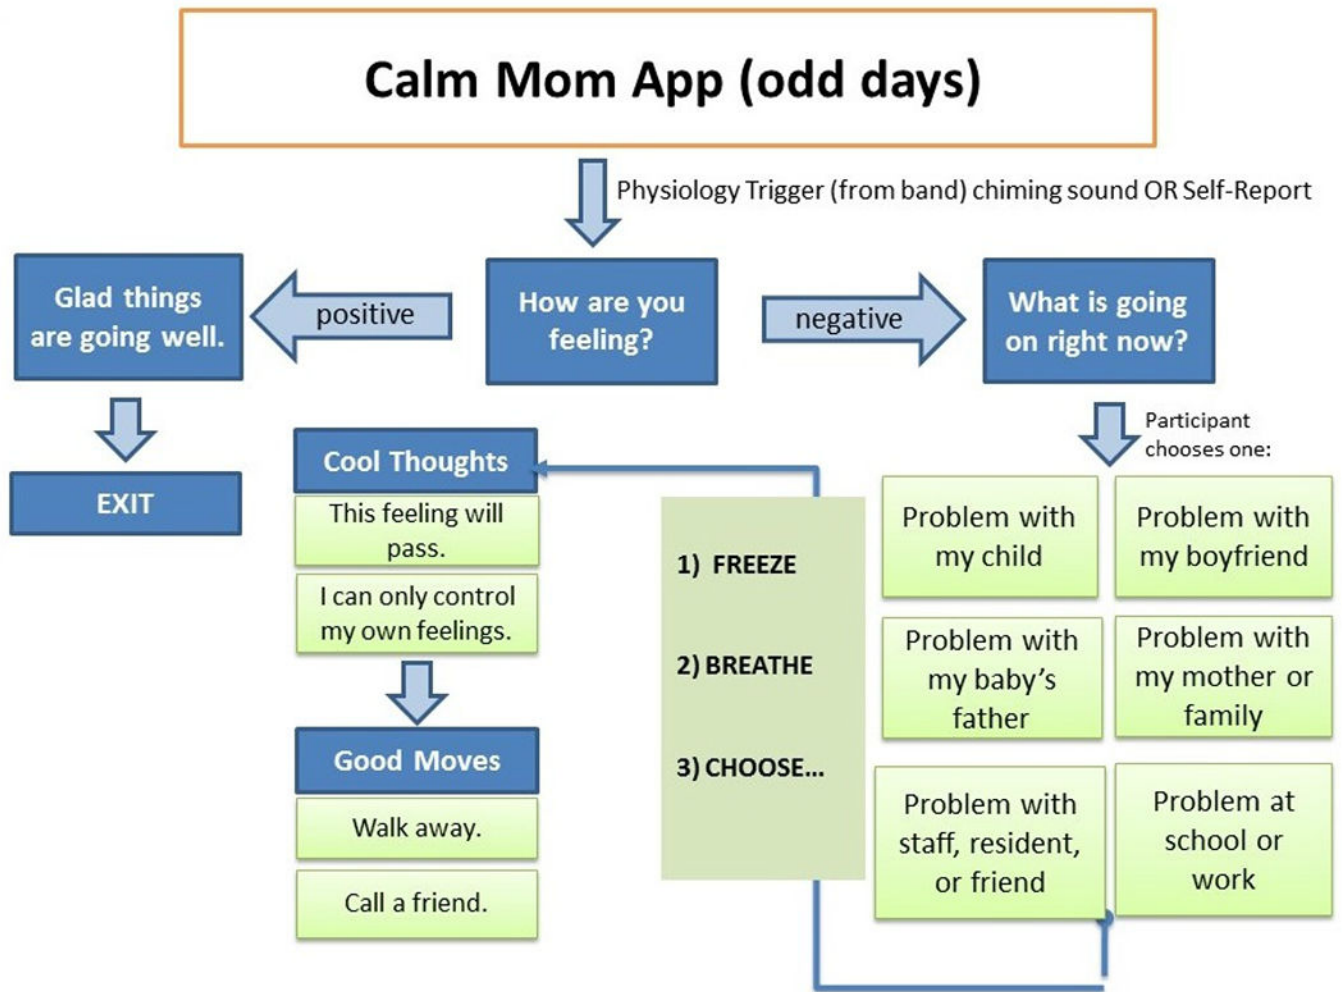 Calm Mom App (odd days)
Physiology Trigger (from band) chiming sound OR Self-Report
Glad things
are going well.
positive
How are you
feeling?
negative
What is going
on right now?
EXIT
Participant
chooses one:
Problem with
my child
Problem with
my boyfriend
Problem with
my baby’s
father
Problem with
my mother or
family
Problem with
staff, resident,
or friend
Problem at
school or
work
1) FREEZE
2) BREATHE
3) CHOOSE...
Cool Thoughts
This feeling will
pass.
I can only control
my own feelings.
Good Moves
Walk away.
Call a friend.